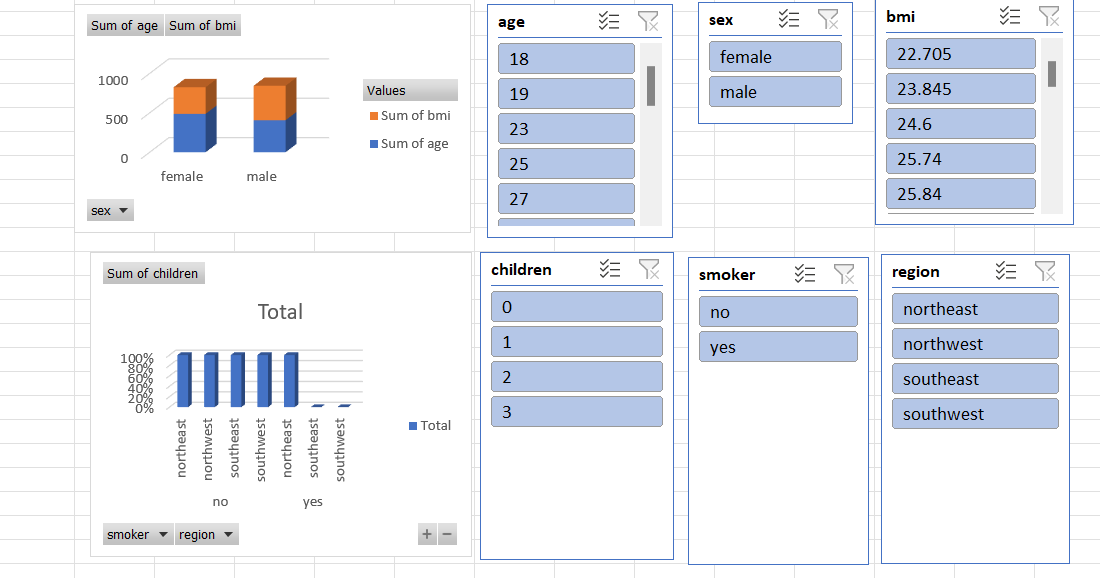 Sum of age Sum of bmi
1000
500
0
female male
Values
Sum of bmi
Sum of age
sex
age
18
19
23
25
27
sex
female
male
bmi
22.705
23.845
24.6
25.74
25.84
Sum of children
Total
100%
80%
60%
40%
20%
0%
northeast
northwest
southeast
southwest
northeast
southeast
southwest
no yes
Total
smoker region
+ −
children
0
1
2
3
smoker
no
yes
region
northeast
northwest
southeast
southwest